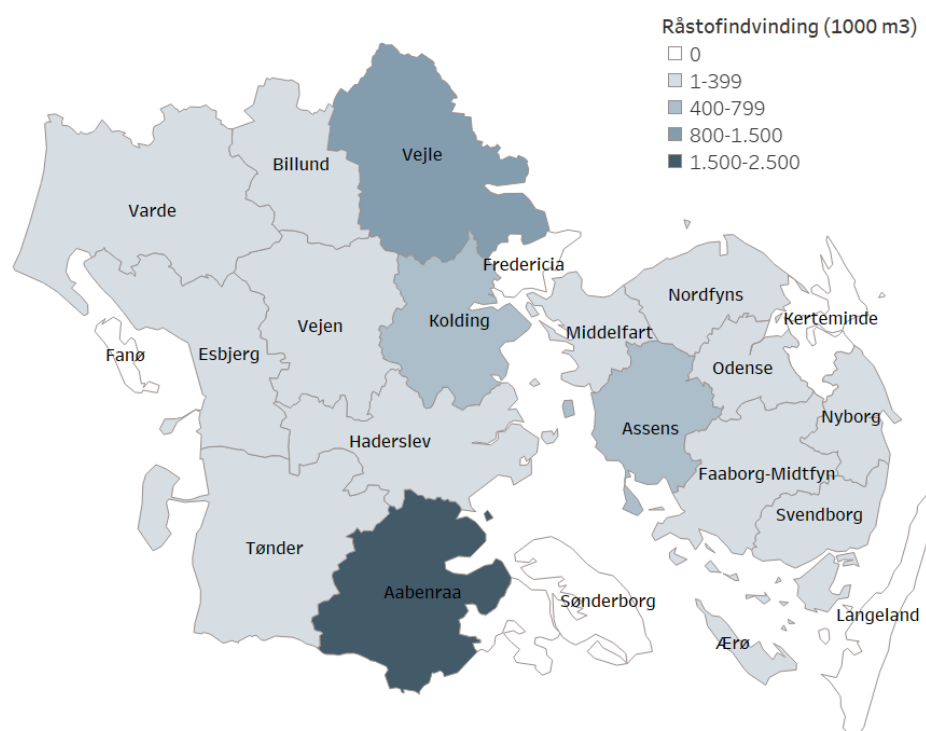 Råstofindvinding (1000 m3)
0
1-399
400-799
800-1.500
1.500-2.500
Vejle
Billund
Varde
Fredericia
Nordfyns
Kerteminde
Kolding
Vejen
Middelfart
Fanø
Esbjerg
Odense
Nyborg
Assens
Haderslev
Faaborg-Midtfyn
Svendborg
Tønder
Aabenraa
Sønderborg
Langeland
Ærø